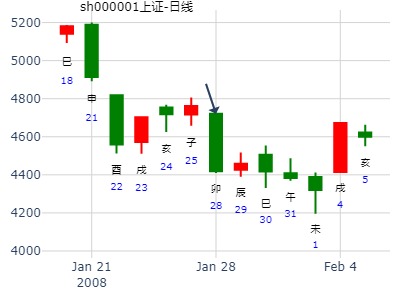 sh000001上证-日线
5200
5000
4800
4600
4400
4200
4000
巳
18
申
21
酉
22
戌
23
亥
24
子
25
卯
28
辰
29
巳
30
午
31
未
1
戌
4
亥
5
Jan 21
2008
Jan 28
Feb 4